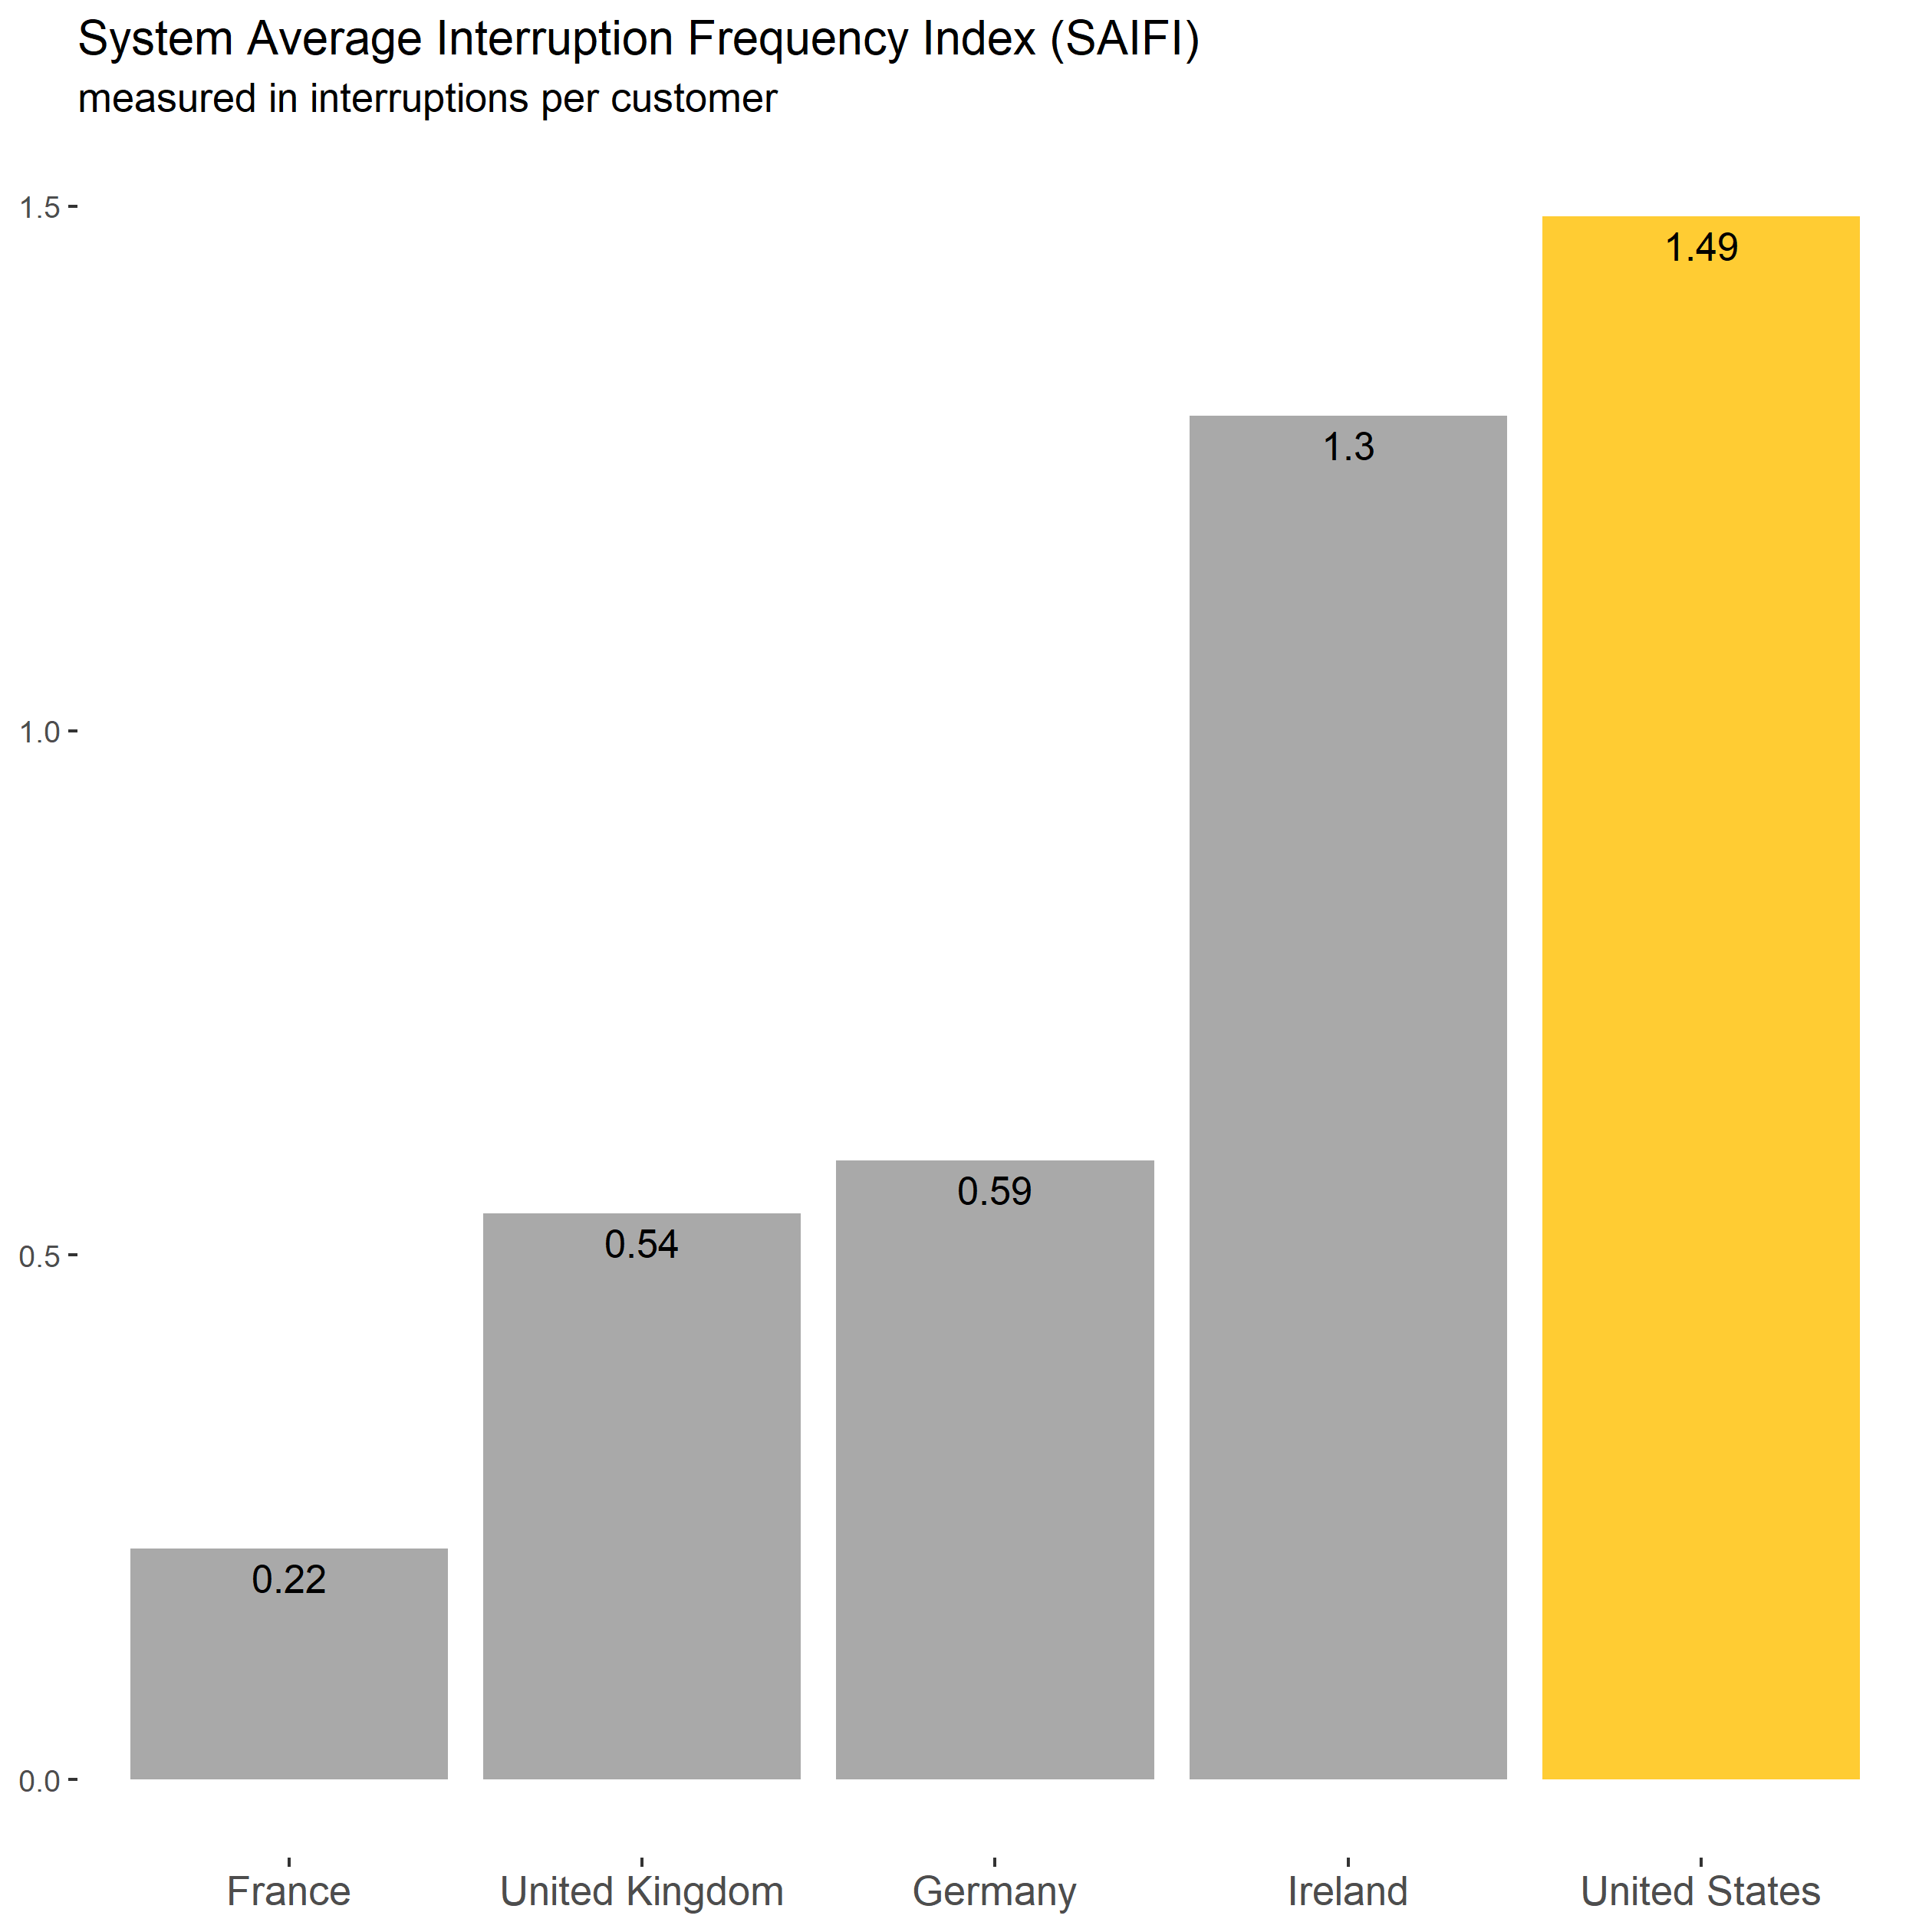 System Average Interruption Frequency Index (SAIFI)
measured in interruptions per customer
1.5
1.0
0.5
0.0
0.22
0.54
0.59
1.3
1.49
France
United Kingdom
Germany
Ireland
United States